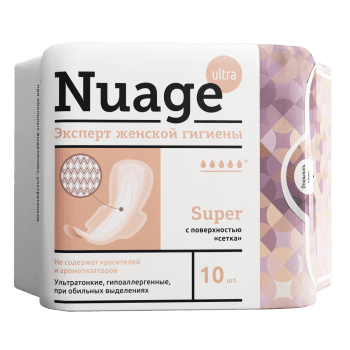 ultra
Nuage
Эксперт женской гигиены
Super
с поверхностью
«сетка»
Не содержат красителей
и ароматизаторов
10 шт.
Ультратонкие, гипоаллергенные,
при обильных выделениях